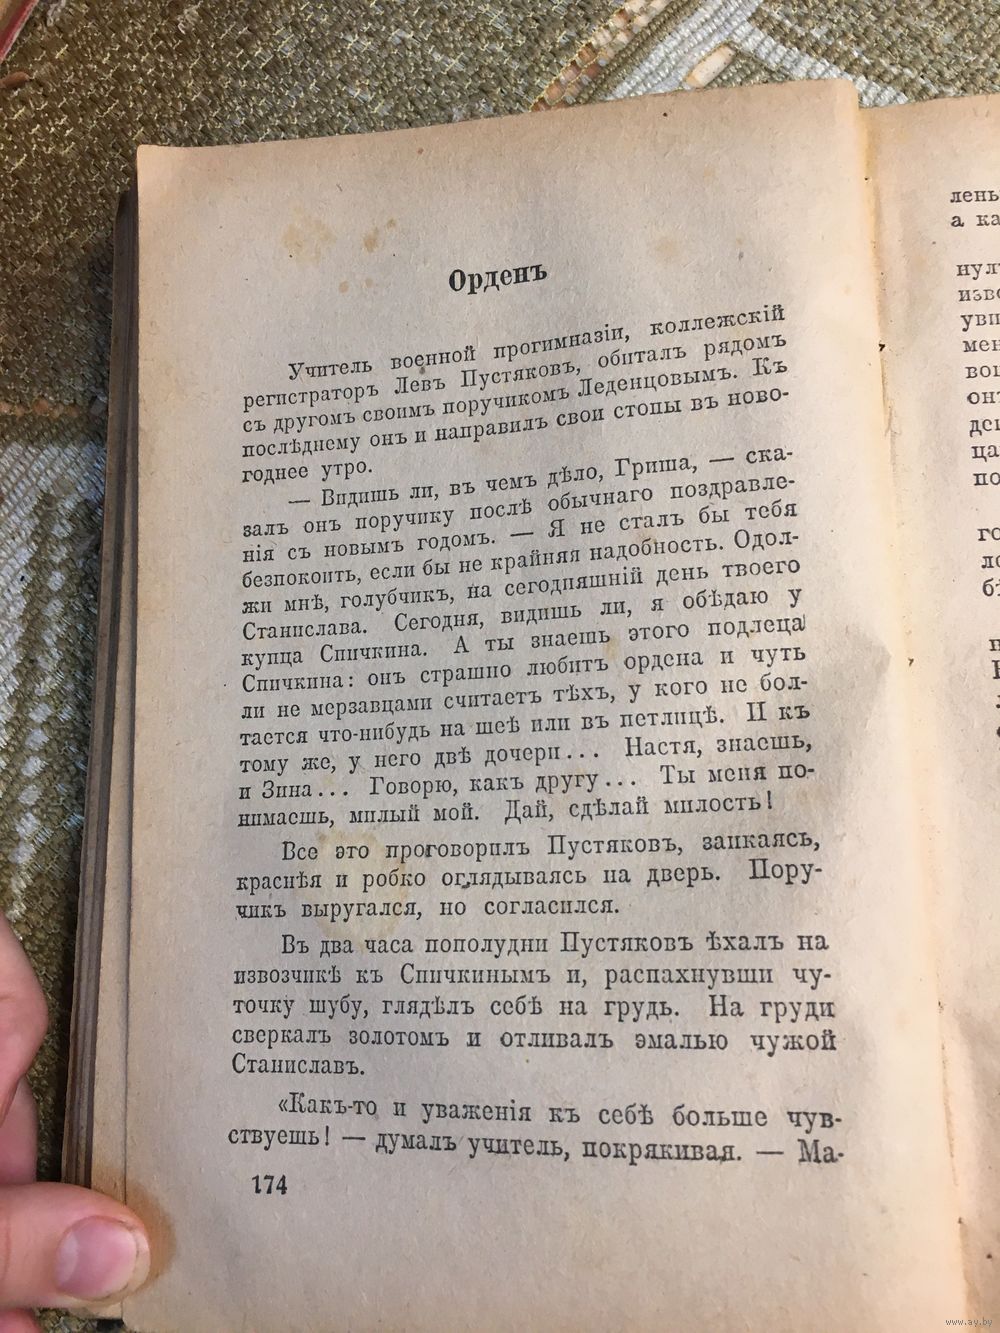 Орденъ
Учитель военной прогимназіи, коллежскій
регистраторъ Левъ Пустяковъ, обиталъ рядомъ
съ другомъ своимъ поручикомъ Леденцовымъ. Къ
послѣднему онъ и направилъ свои стопы въ ново-
годнее утро.
— Видишь ли, въ чемъ дѣло, Гриша, — ска-
залъ онъ поручику послѣ обычнаго поздравле-
нія съ новымъ годомъ. — Я не сталъ бы тебя
безпокоить, если бы не крайняя надобность. Одол-
жи мнѣ, голубчикъ, на сегодняшній день твоего
Станислава. Сегодня, видишь ли, я обѣдаю у
купца Спичкина. А ты знаешь этого подлеца
Спичкина: онъ страшно любитъ ордена и чуть
ли не мерзавцами считаетъ тѣхъ, у кого не бол-
тается что-нибудь на шеѣ или въ петлицѣ. И къ
тому же, у него двѣ дочери... Настя, знаешь,
и Зина... Говорю, какъ другу... Ты меня по-
нимаешь, милый мой. Дай, сдѣлай милость!
Все это проговорилъ Пустяковъ, заикаясь,
краснѣя и робко оглядываясь на дверь. Пору-
чикъ выругался, но согласился.
Въ два часа пополудни Пустяковъ ѣхалъ на
извозчикѣ къ Спичкинымъ и, распахнувши чу-
точку шубу, глядѣлъ себѣ на грудь. На груди
сверкалъ золотомъ и отливалъ эмалью чужой
Станиславъ.
«Какъ-то и уваженія къ себѣ больше чув-
ствуешь! — думалъ учитель, покрякивая. — Ма-
174
лень
а ка
www.ay.by